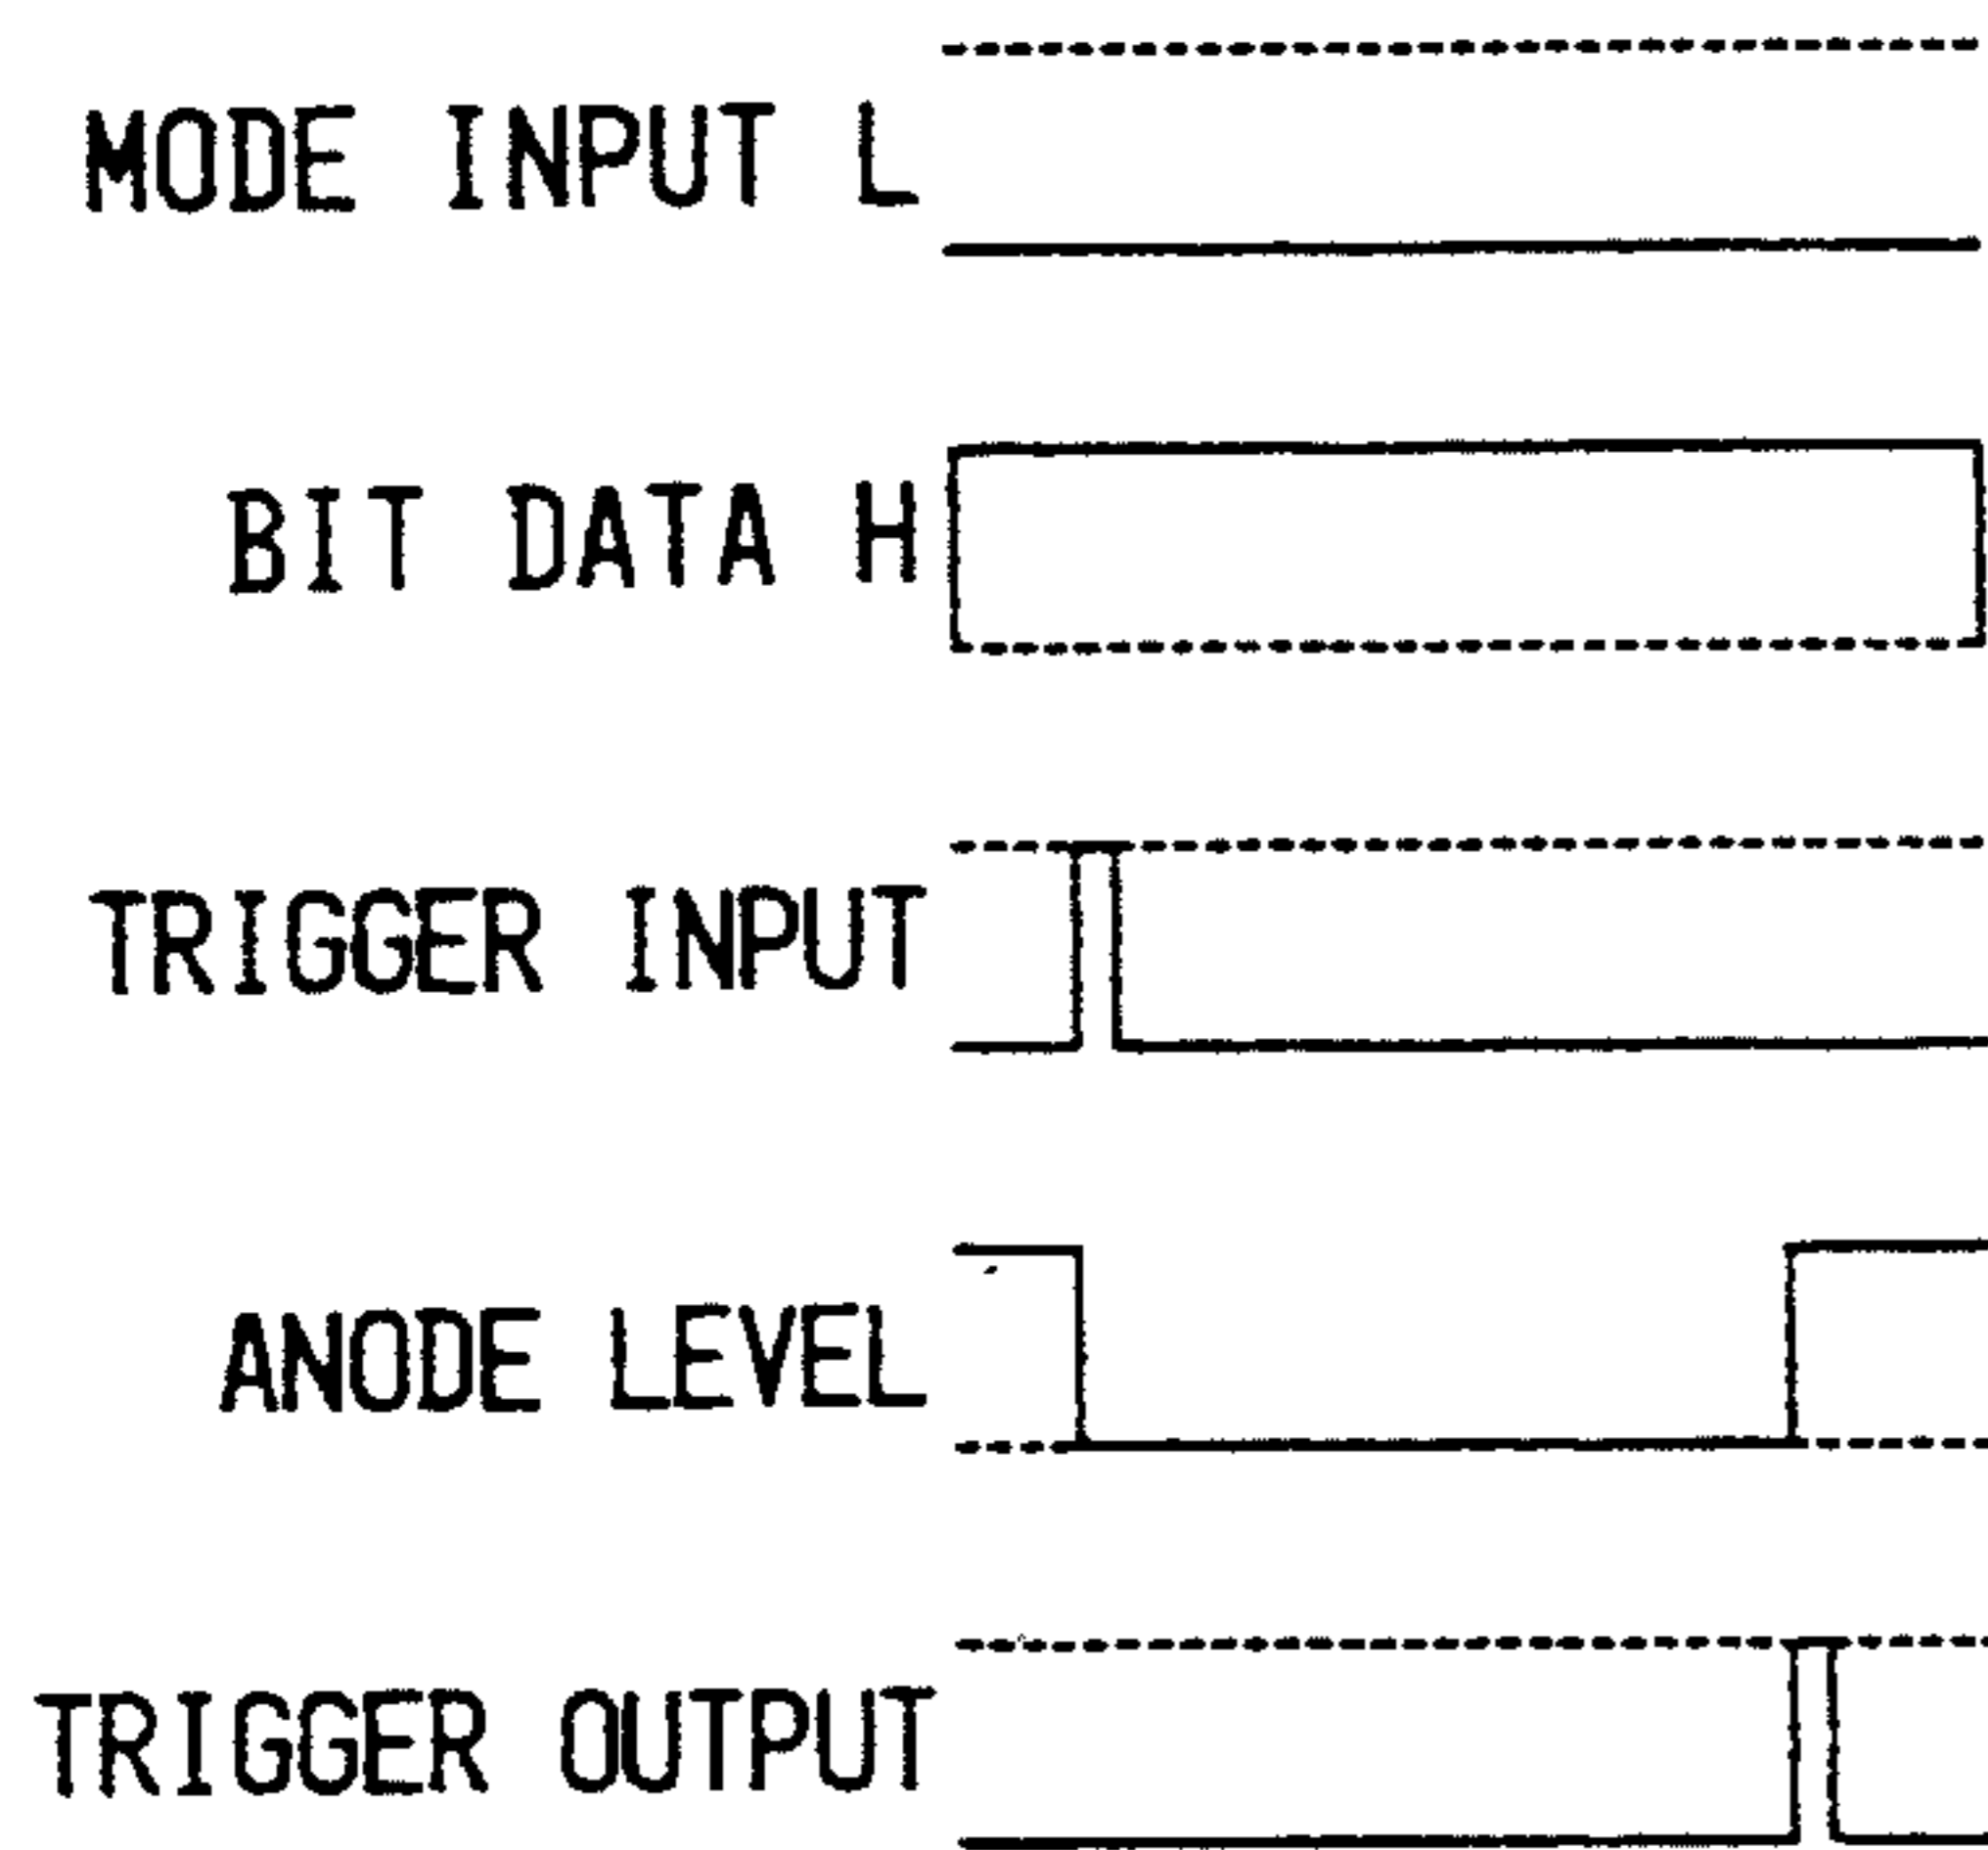 MODE INPUT L
BIT DATA H
TRIGGER INPUT
ANODE LEVEL
TRIGGER OUTPUT